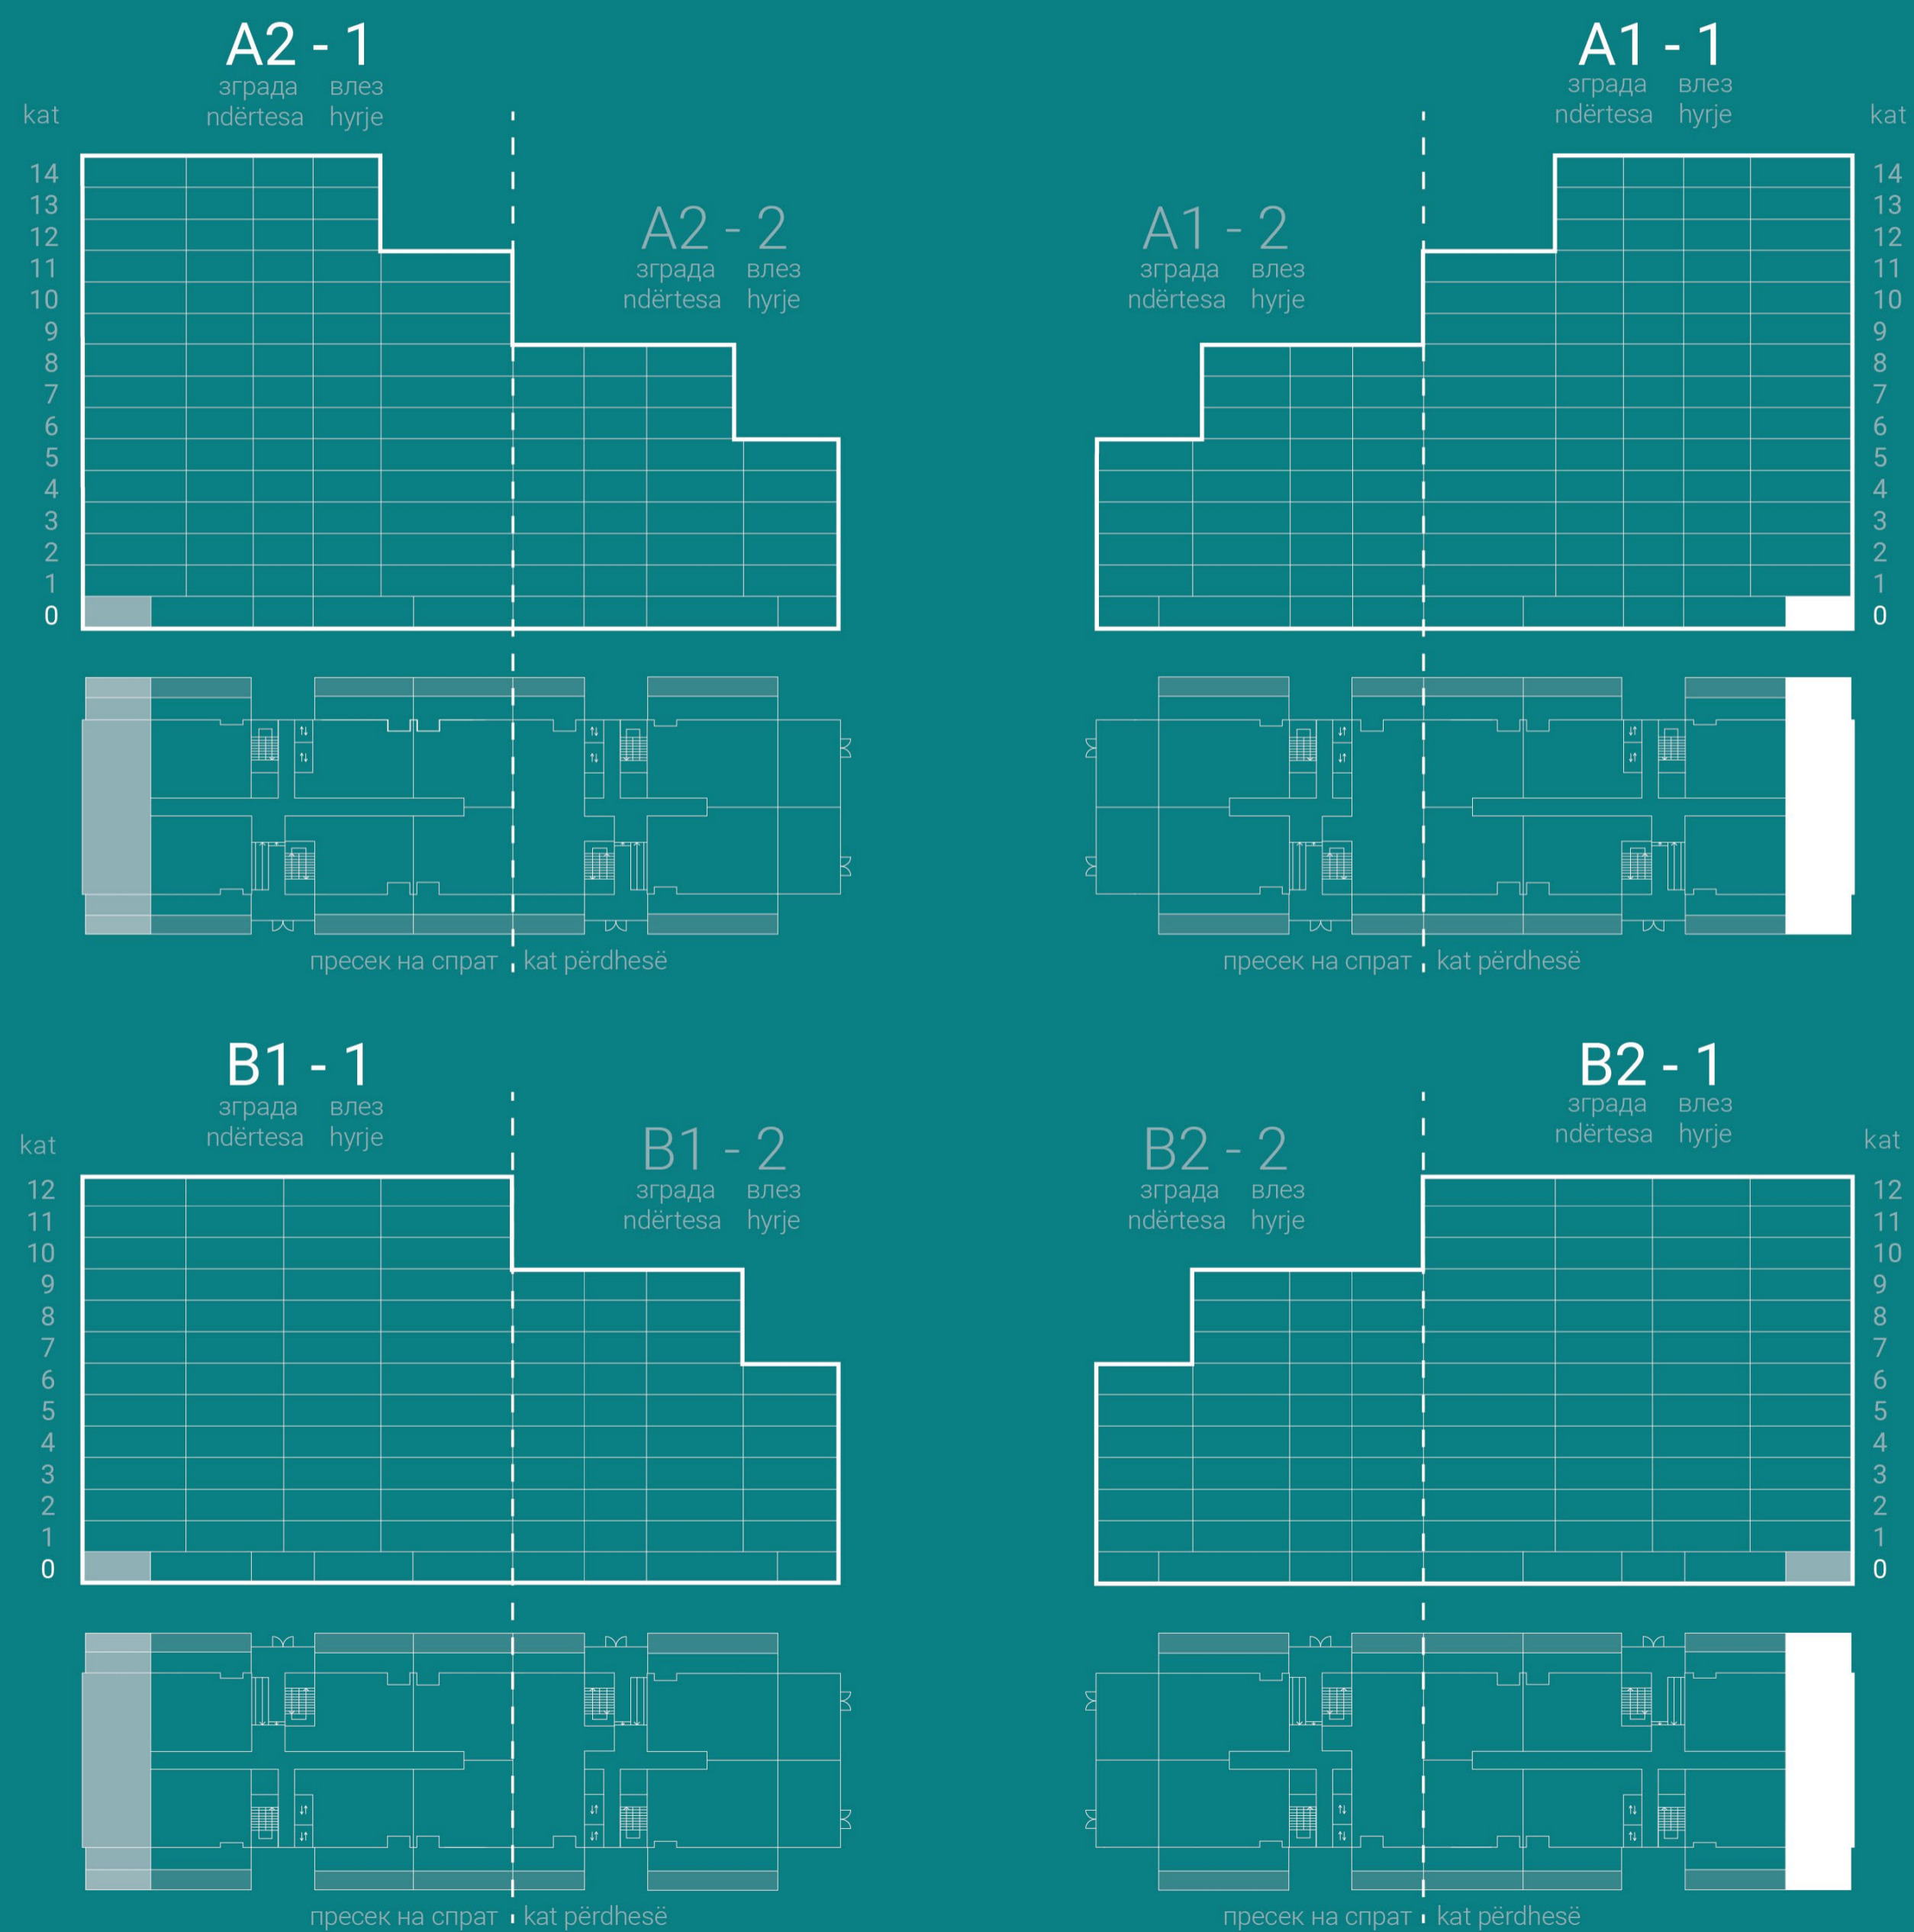 A2 - 1
зграда влез
ndërtesa hyrje
kat
14
13
12
11
10
9
8
7
6
5
4
3
2
1
0
A2 - 2
зграда влез
ndërtesa hyrje
пресек на спрат kat përdhesë
A1 - 1
зграда влез
ndërtesa hyrje
kat
A1 - 2
зграда влез
ndërtesa hyrje
14
13
12
11
10
9
8
7
6
5
4
3
2
1
0
пресек на спрат kat përdhesë
B1 - 1
зграда влез
ndërtesa hyrje
kat
12
11
10
9
8
7
6
5
4
3
2
1
0
B1 - 2
зграда влез
ndërtesa hyrje
пресек на спрат kat përdhesë
B2 - 1
зграда влез
ndërtesa hyrje
kat
B2 - 2
зграда влез
ndërtesa hyrje
12
11
10
9
8
7
6
5
4
3
2
1
0
пресек на спрат kat përdhesë